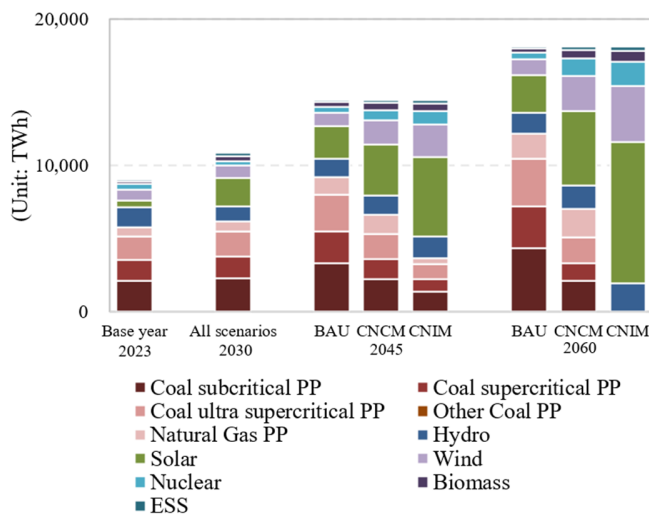 20,000
(Unit: TWh)
10,000
0
Base year All scenarios BAU CNCM CNIM BAU CNCM CNIM
2023 2030 2045 2060
Coal subcritical PP Coal supercritical PP
Coal ultra supercritical PP Other Coal PP
Natural Gas PP Hydro
Solar Wind
Nuclear Biomass
ESS